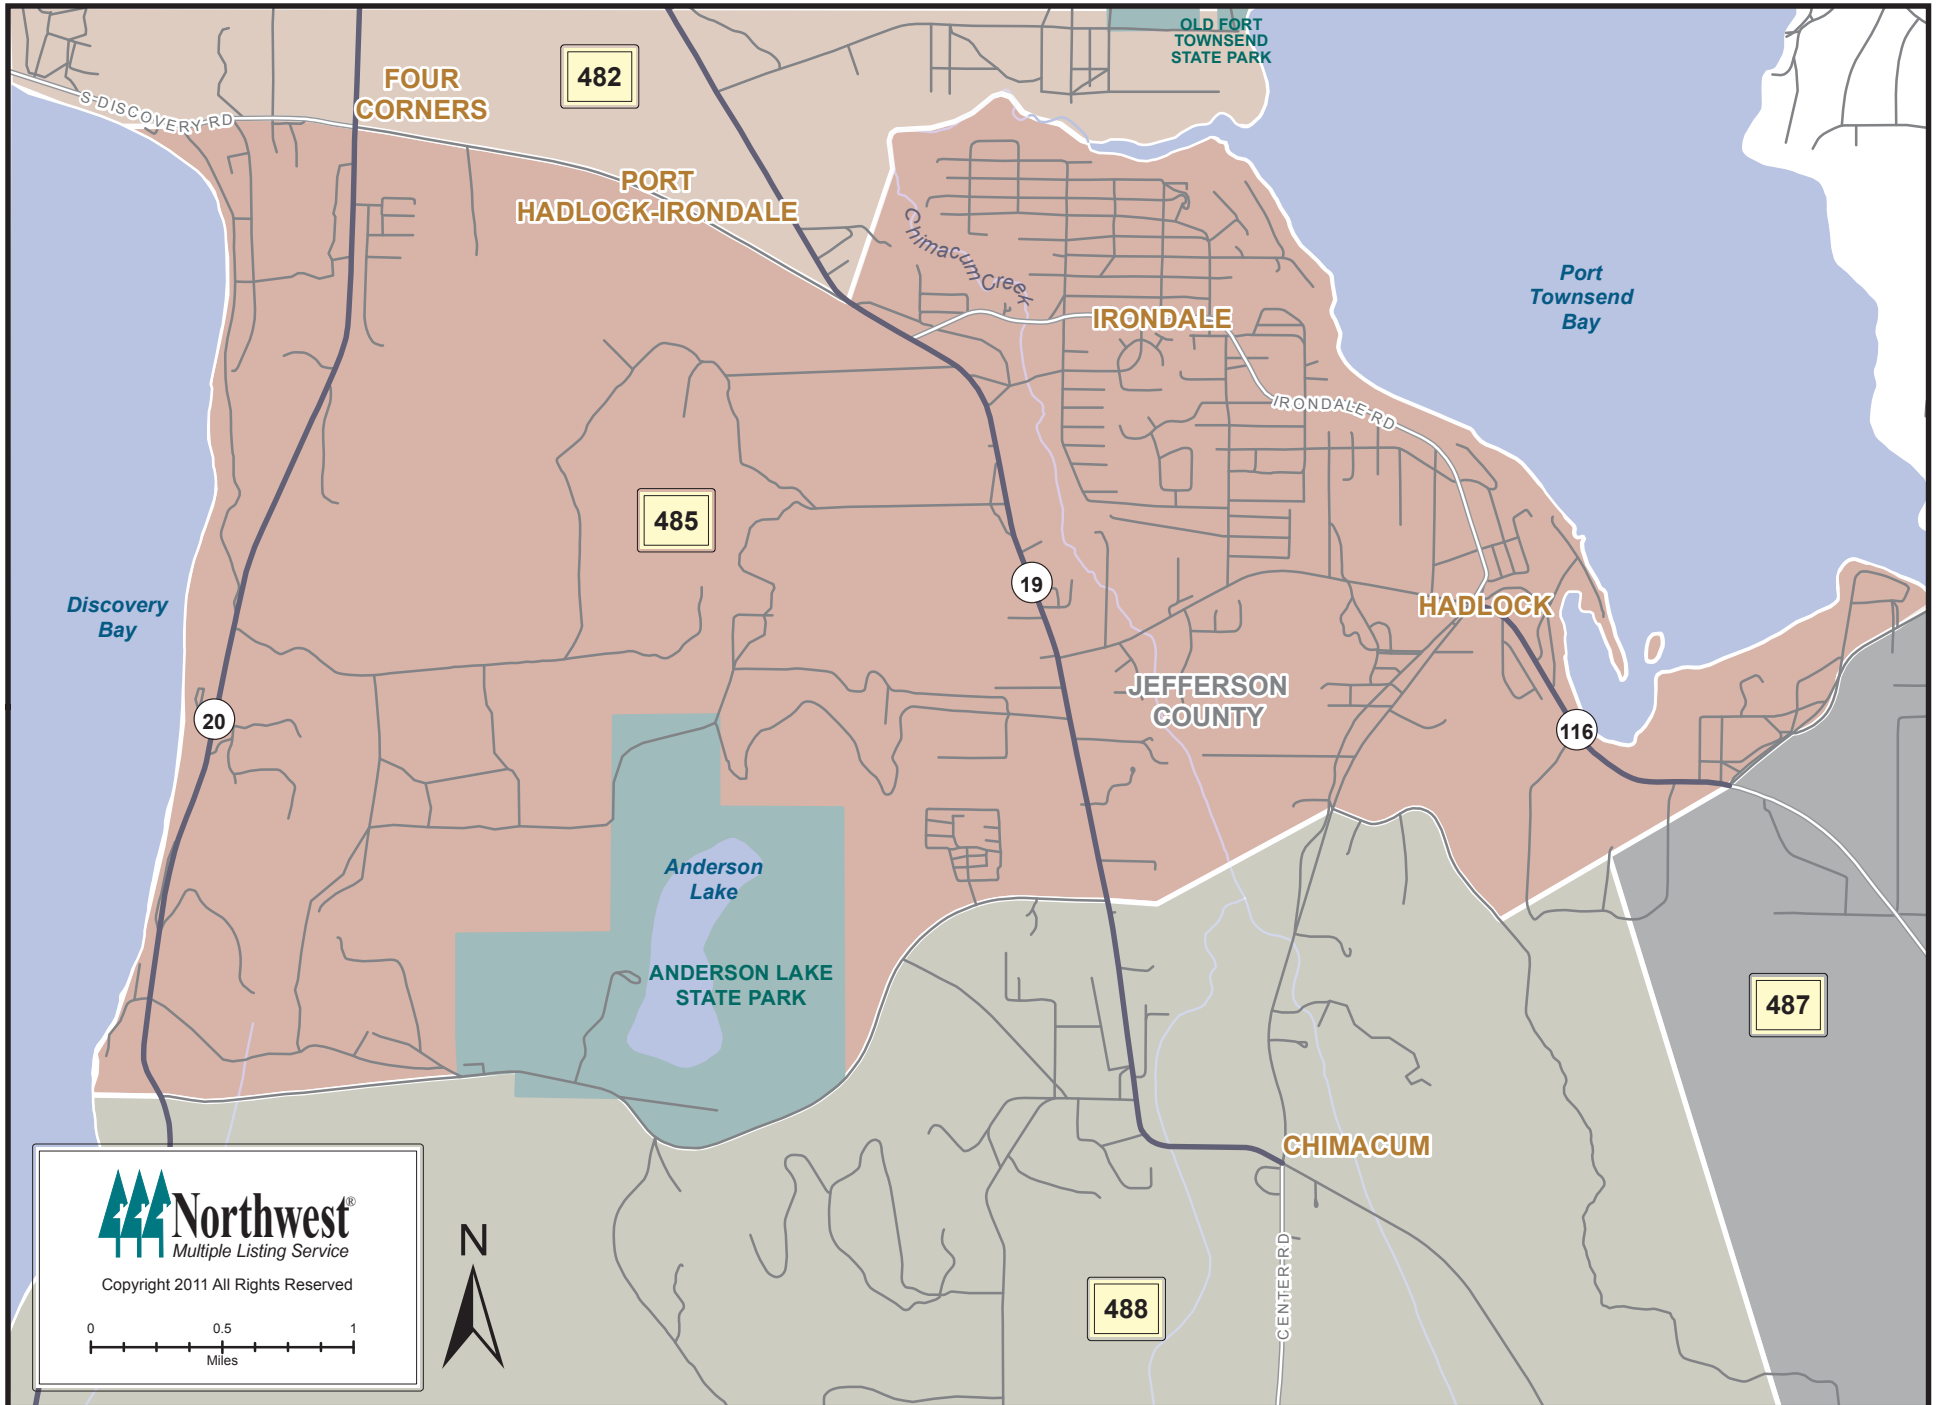 OLD FORT
TOWNSEND
STATE PARK
FOUR
CORNERS
482
S DISCOVERY RD
PORT
HADLOCK-IRONDALE
Chimacum Creek
Port
Townsend
Bay
IRONDALE
IRONDALE RD
485
19
Discovery
Bay
HADLOCK
JEFFERSON
COUNTY
20
116
Anderson
Lake
ANDERSON LAKE
STATE PARK
487
CHIMACUM
Northwest®
Multiple Listing Service
Copyright 2011 All Rights Reserved
0 0.5 1
Miles
N
488
CENTER RD